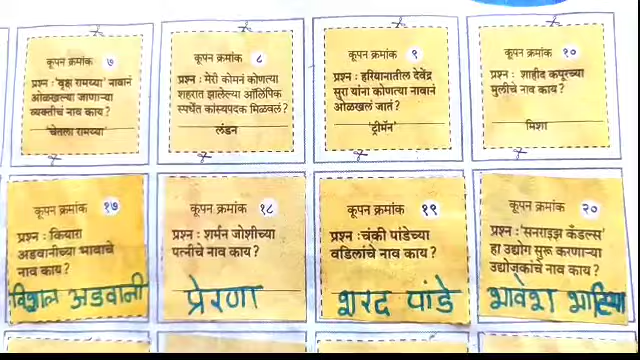 कूपन क्रमांक ७
प्रश्न : 'वृक्ष रामय्या' नावानं
ओळखल्या जाणाऱ्या
व्यक्तीचं नाव काय?
'चेतला रामय्या'
कूपन क्रमांक ८
प्रश्न : मेरी कोमनं कोणत्या
शहरात झालेल्या ऑलिंपिक
स्पर्धेत कांस्यपदक मिळवलं?
लंडन
कूपन क्रमांक ९
प्रश्न : हरियानातील देवेंद्र
सुरा यांना कोणत्या नावानं
ओळखलं जातं?
'ट्रीमॅन'
कूपन क्रमांक १०
प्रश्न : शाहीद कपूरच्या
मुलीचे नाव काय?
मिशा
कूपन क्रमांक १७
प्रश्न : कियारा
अडवानीच्या भावाचे
नाव काय?
विशाल अडवानी
कूपन क्रमांक १८
प्रश्न : शर्मन जोशीच्या
पत्नीचे नाव काय?
प्रेरणा
कूपन क्रमांक १९
प्रश्न : चंकी पांडेच्या
वडिलांचे नाव काय?
शरद पांडे
कूपन क्रमांक २०
प्रश्न : 'सनराइझ कँडल्स'
हा उद्योग सुरू करणाऱ्या
उद्योजकांचे नाव काय?
भावेश भाटिया